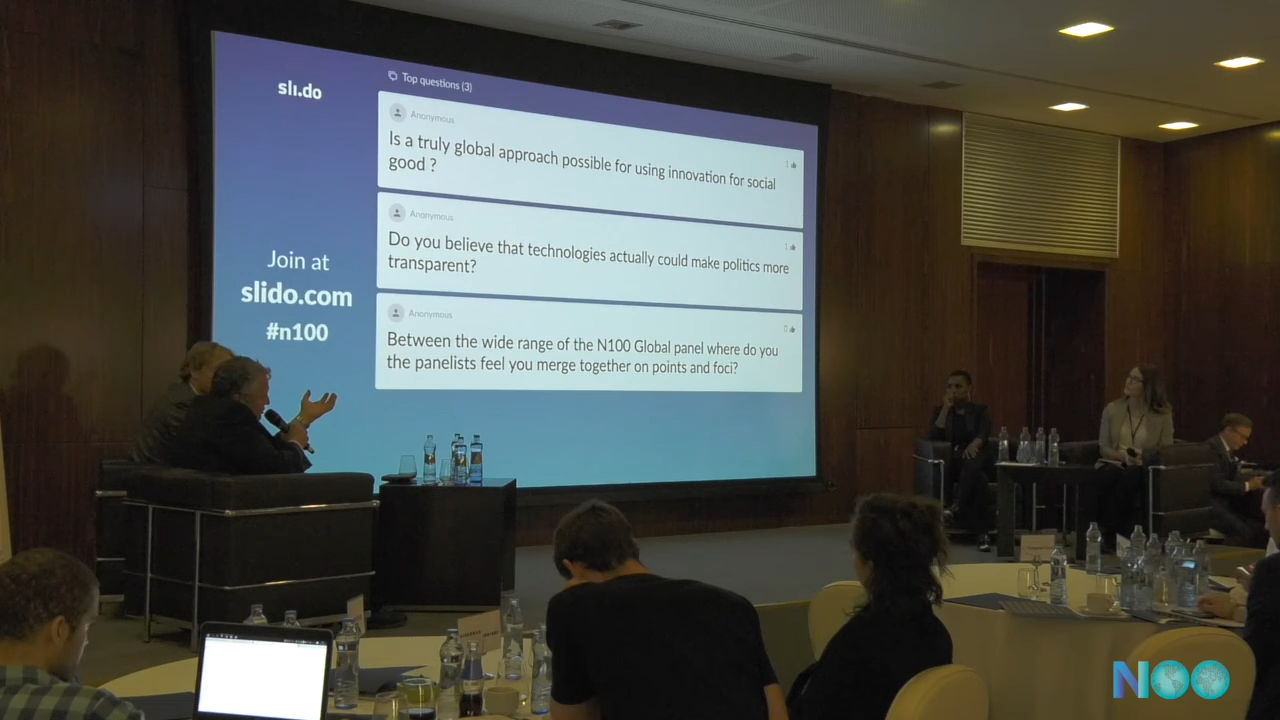 sli.do
Top questions (3)
Anonymous
1
Is a truly global approach possible for using innovation for social
good ?
Anonymous
1
Do you believe that technologies actually could make politics more
transparent?
Anonymous
0
Between the wide range of the N100 Global panel where do you
the panelists feel you merge together on points and foci?
Join at
slido.com
#n100
N100